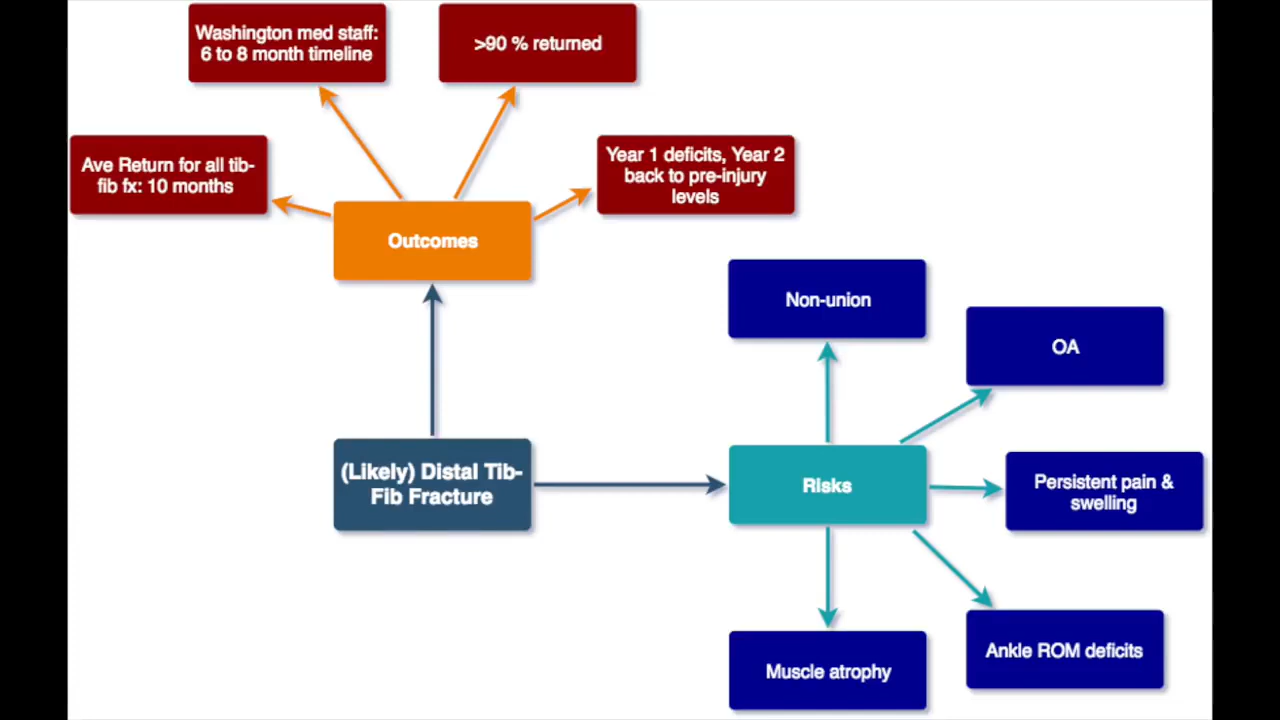 Washington med staff:
6 to 8 month timeline
>90 % returned
Ave Return for all tib-
fib fx: 10 months
Year 1 deficits, Year 2
back to pre-injury
levels
Outcomes
Non-union
OA
(Likely) Distal Tib-
Fib Fracture
Risks
Persistent pain &
swelling
Muscle atrophy
Ankle ROM deficits